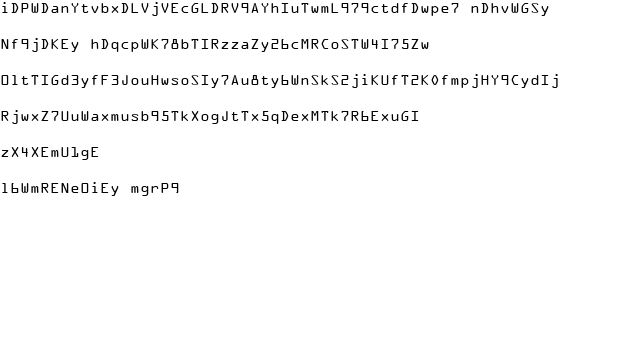 iDPWDanYtvbxDLVjVEcGLDRV9AYhIuTwmL979ctdfDwpe7 nDhvWGSy
Nf9jDKEy hDqcpWK78bTIRzzaZy26cMRCoSTW4I75Zw
OltTIGd3yfF3JouHwsoSIy7Au8ty6WnSkS2jiKUfT2K0fmpjHY9CydIj
RjwxZ7UuWaxmusb95TkXogJtTx5qDexMTk7R6ExuGI
zX4XEmU1gE
l6WmRENeOiEy mgrP9